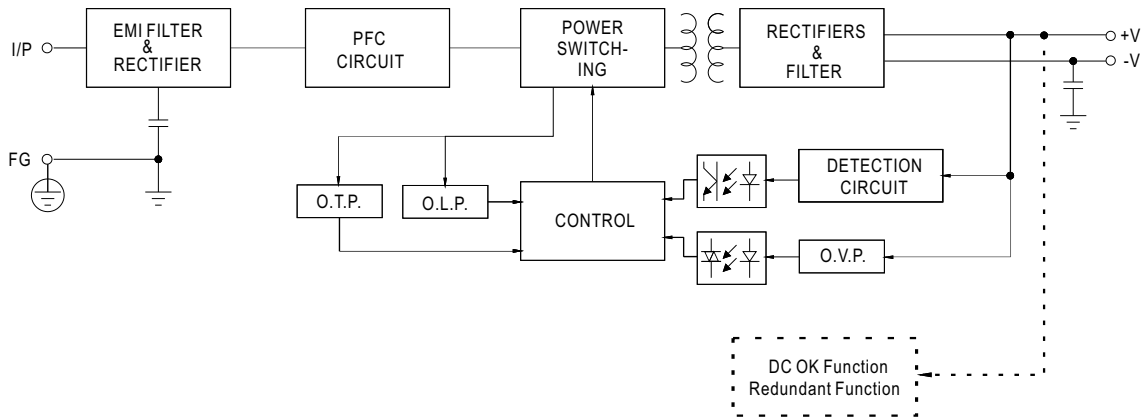 I/P
EMI FILTER
&
RECTIFIER
PFC
CIRCUIT
POWER
SWITCH-
ING
RECTIFIERS
&
FILTER
+V
-V
FG
O.T.P.
O.L.P.
CONTROL
DETECTION
CIRCUIT
O.V.P.
DC OK Function
Redundant Function